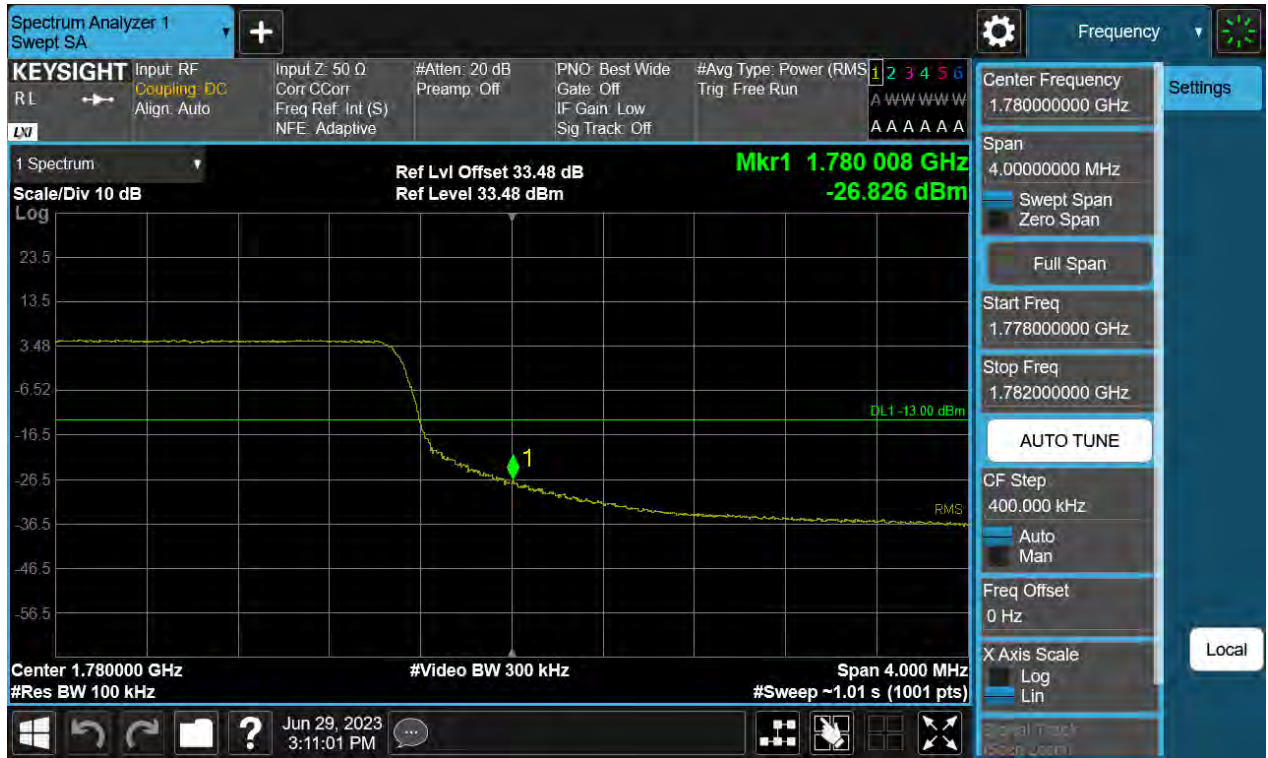 Spectrum Analyzer 1
Swept SA
Frequency
KEYSIGHT
RL
LXI
Input: RF
Coupling: DC
Align: Auto
Input Z: 50 Ω
Corr CCorr
Freq Ref: Int (S)
NFE: Adaptive
#Atten: 20 dB
Preamp: Off
PNO: Best Wide
Gate: Off
IF Gain: Low
Sig Track: Off
#Avg Type: Power (RMS
Trig: Free Run
1 2 3 4 5 6
A W W W W W
A A A A A A
1 Spectrum
Scale/Div 10 dB
Log
Ref Lvl Offset 33.48 dB
Ref Level 33.48 dBm
Mkr1 1.780 008 GHz
-26.826 dBm
23.5
13.5
3.48
-6.52
-16.5
-26.5
-36.5
-46.5
-56.5
DL1 -13.00 dBm
1
RMS
Center 1.780000 GHz
#Res BW 100 kHz
#Video BW 300 kHz
Span 4.000 MHz
#Sweep ~1.01 s (1001 pts)
Center Frequency
1.780000000 GHz
Span
4.00000000 MHz
Swept Span
Zero Span
Full Span
Start Freq
1.778000000 GHz
Stop Freq
1.782000000 GHz
AUTO TUNE
CF Step
400.000 kHz
Auto
Man
Freq Offset
0 Hz
X Axis Scale
Log
Lin
Settings
Local
?
Jun 29, 2023
3:11:01 PM